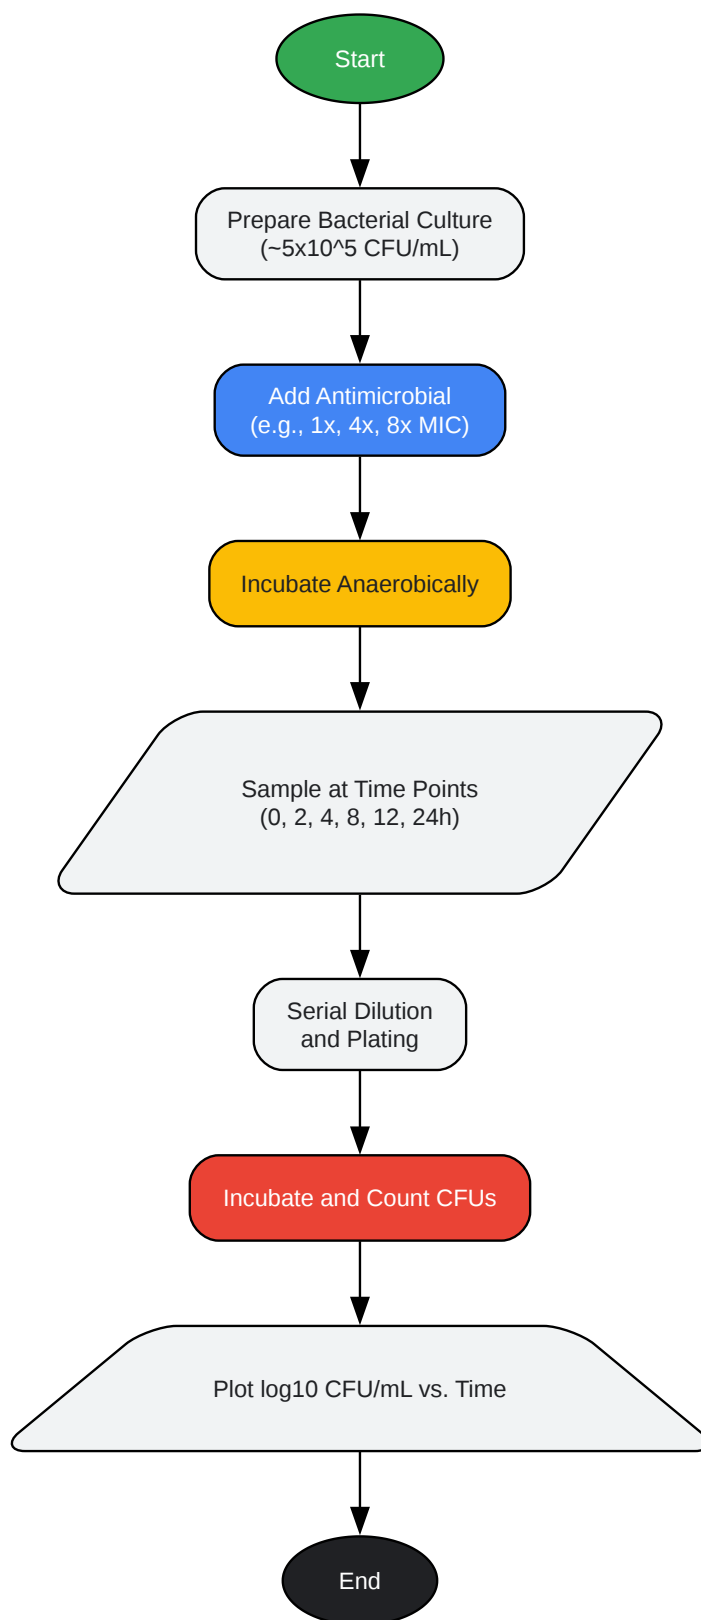 Start
Prepare Bacterial Culture
(~5x10^5 CFU/mL)
Add Antimicrobial
(e.g., 1x, 4x, 8x MIC)
Incubate Anaerobically
Sample at Time Points
(0, 2, 4, 8, 12, 24h)
Serial Dilution
and Plating
Incubate and Count CFUs
Plot log10 CFU/mL vs. Time
End